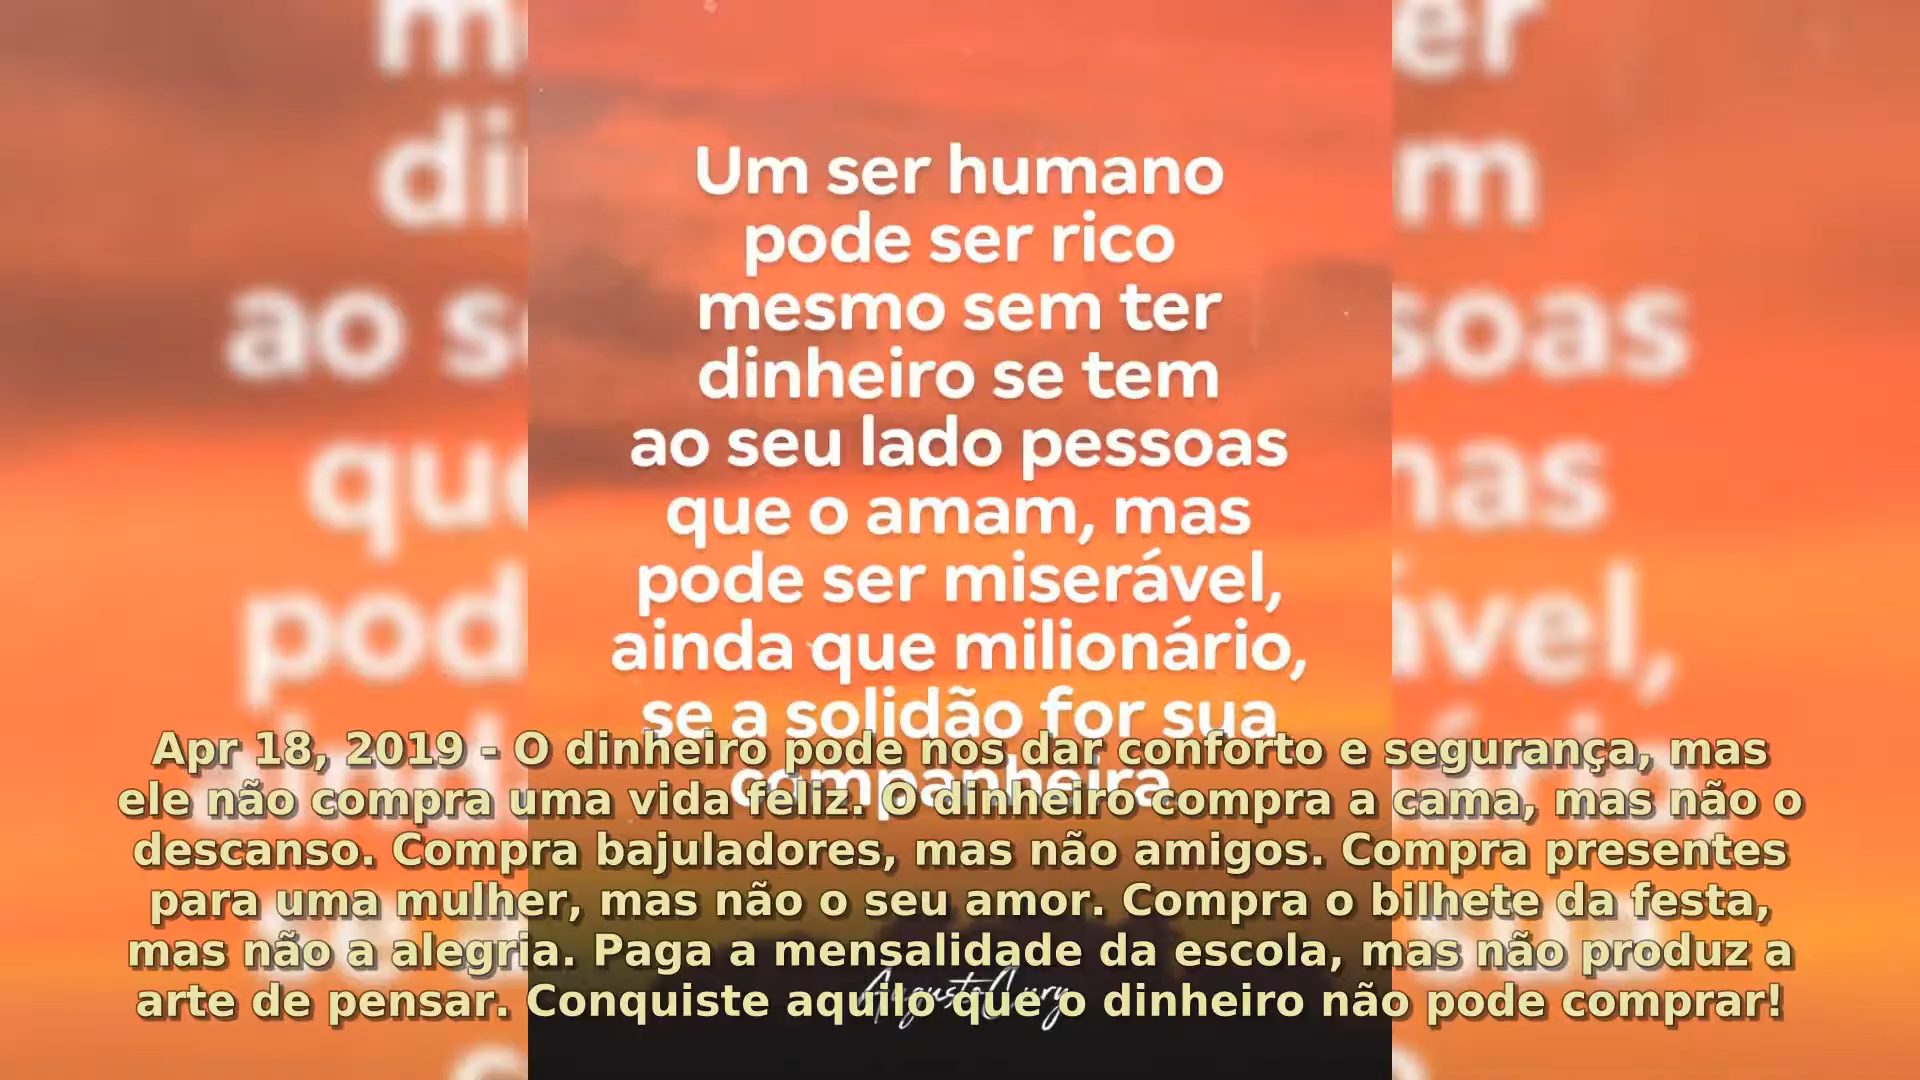 Um ser humano
pode ser rico
mesmo sem ter
dinheiro se tem
ao seu lado pessoas
que o amam, mas
pode ser miserável,
ainda que milionário,
se a solidão for sua
companheira.
Apr 18, 2019 - O dinheiro pode nos dar conforto e segurança, mas
ele não compra uma vida feliz. O dinheiro compra a cama, mas não o
descanso. Compra bajuladores, mas não amigos. Compra presentes
para uma mulher, mas não o seu amor. Compra o bilhete da festa,
mas não a alegria. Paga a mensalidade da escola, mas não produz a
arte de pensar. Conquiste aquilo que o dinheiro não pode comprar!
Augusto Cury